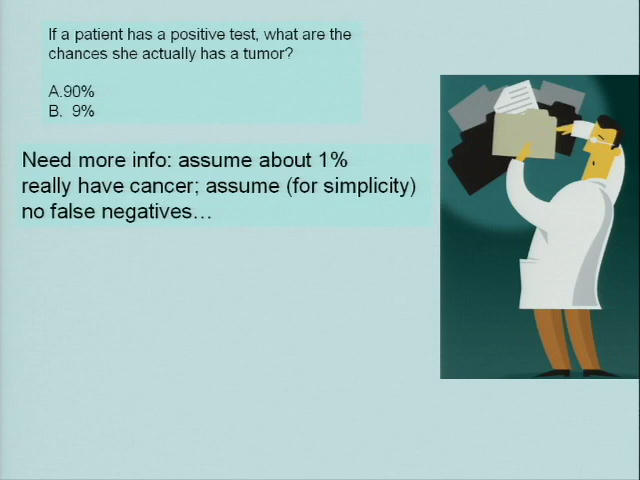 If a patient has a positive test, what are the
chances she actually has a tumor?
A.90%
B. 9%
Need more info: assume about 1%
really have cancer; assume (for simplicity)
no false negatives…